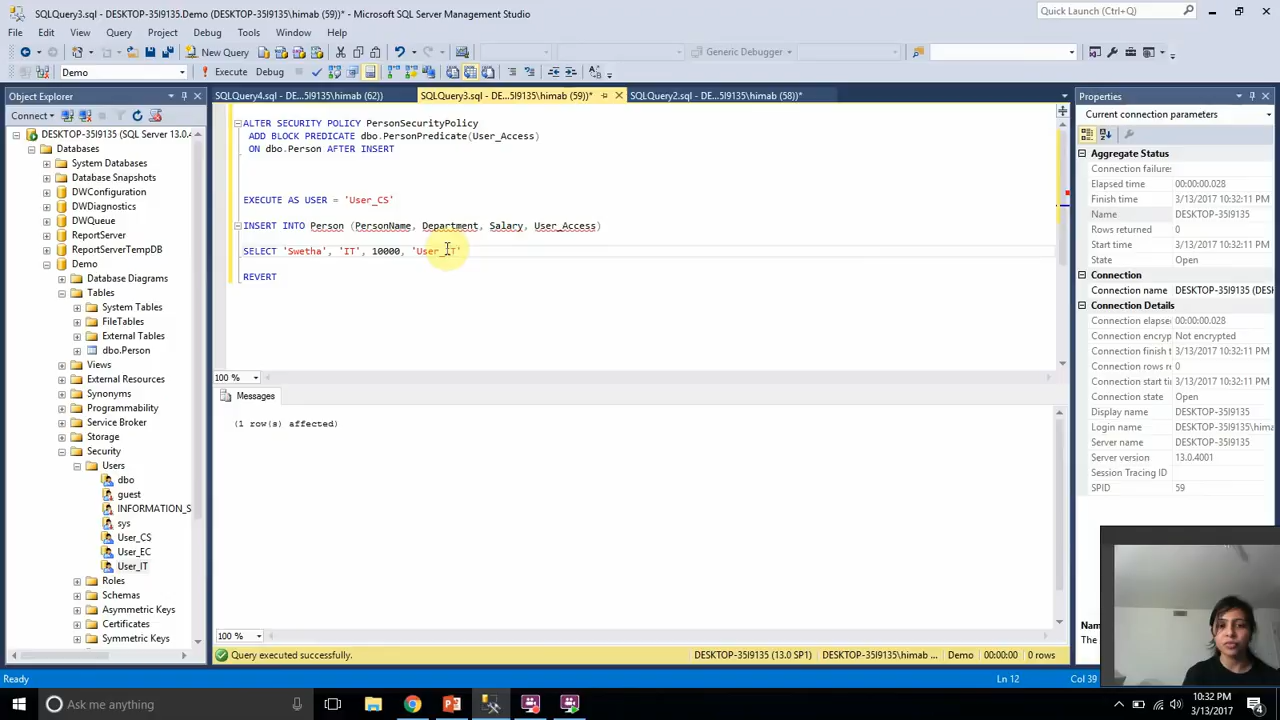 SQLQuery3.sql - DESKTOP-35I9135.Demo (DESKTOP-35I9135\himab (59))* - Microsoft SQL Server Management Studio
Quick Launch (Ctrl+Q)
File Edit View Query Project Debug Tools Window Help
New Query
Generic Debugger
Demo
Execute Debug
Object Explorer
Connect
DESKTOP-35I9135 (SQL Server 13.0.4
Databases
System Databases
Database Snapshots
DWConfiguration
DWDiagnostics
DWQueue
ReportServer
ReportServerTempDB
Demo
Database Diagrams
Tables
System Tables
FileTables
External Tables
dbo.Person
Views
External Resources
Synonyms
Programmability
Service Broker
Storage
Security
Users
dbo
guest
INFORMATION_S
sys
User_CS
User_EC
User_IT
Roles
Schemas
Asymmetric Keys
Certificates
Symmetric Keys
SQLQuery4.sql - DE...5I9135\himab (62))
SQLQuery3.sql - DE...5I9135\himab (59))*
SQLQuery2.sql - DE...5I9135\himab (58))*
ALTER SECURITY POLICY PersonSecurityPolicy
ADD BLOCK PREDICATE dbo.PersonPredicate(User_Access)
ON dbo.Person AFTER INSERT
EXECUTE AS USER = 'User_CS'
INSERT INTO Person (PersonName, Department, Salary, User_Access)
SELECT 'Swetha', 'IT', 10000, 'User_IT'
REVERT
100 %
Messages
(1 row(s) affected)
100 %
Query executed successfully.
DESKTOP-35I9135 (13.0 SP1)
DESKTOP-35I9135\himab ...
Demo
00:00:00
0 rows
Properties
Current connection parameters
Aggregate Status
Connection failures
Elapsed time 00:00:00.028
Finish time 3/13/2017 10:32:11 PM
Name DESKTOP-35I9135
Rows returned 0
Start time 3/13/2017 10:32:11 PM
State Open
Connection
Connection name DESKTOP-35I9135 (DES
Connection Details
Connection elapse 00:00:00.028
Connection encryp Not encrypted
Connection finish t 3/13/2017 10:32:11 PM
Connection rows re 0
Connection start tir 3/13/2017 10:32:11 PM
Connection state Open
Display name DESKTOP-35I9135
Login name DESKTOP-35I9135\hima
Server name DESKTOP-35I9135
Server version 13.0.4001
Session Tracing ID
SPID 59
Nam
The
Ready
Ln 12
Col 39
Ask me anything
10:32 PM
3/13/2017